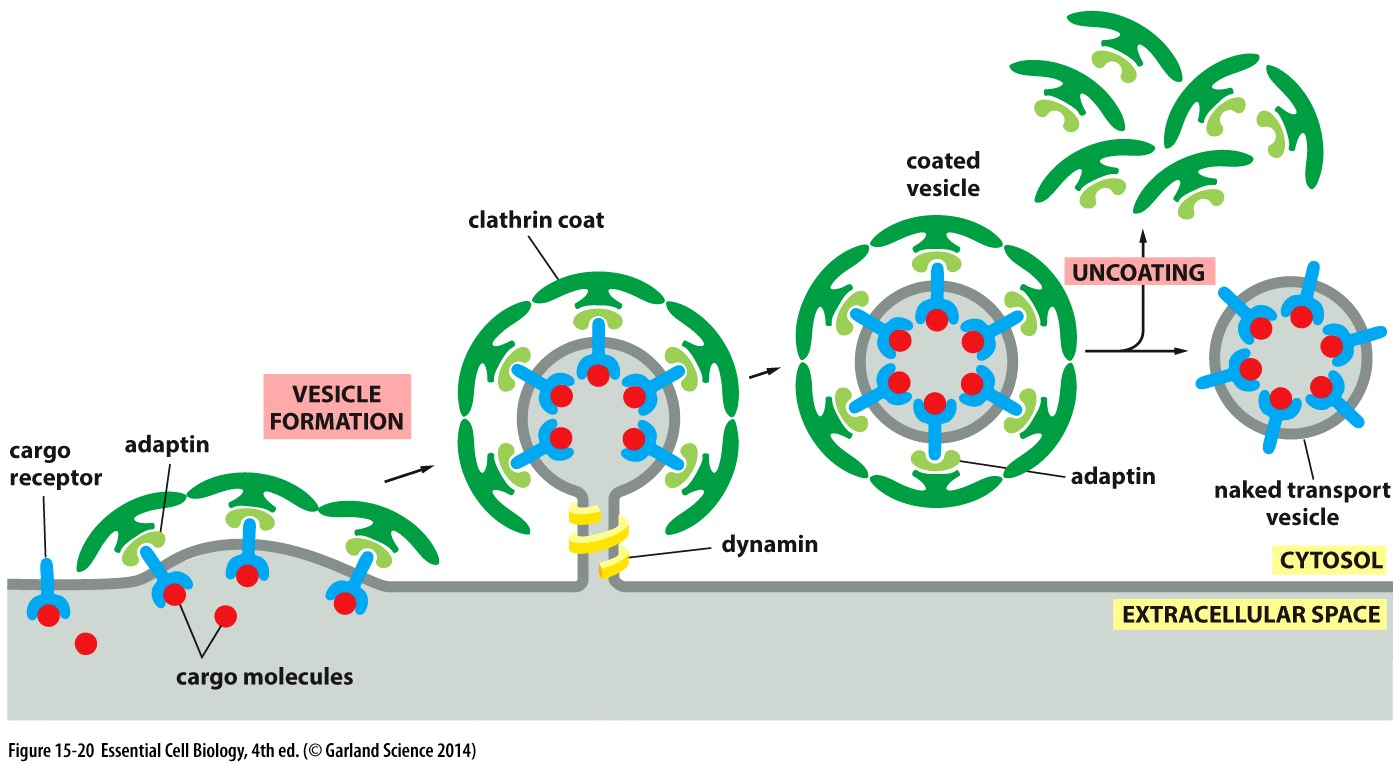 coated
vesicle
clathrin coat
UNCOATING
VESICLE
FORMATION
cargo
receptor
adaptin
adaptin
naked transport
vesicle
dynamin
CYTOSOL
EXTRACELLULAR SPACE
cargo molecules
Figure 15-20 Essential Cell Biology, 4th ed. (© Garland Science 2014)